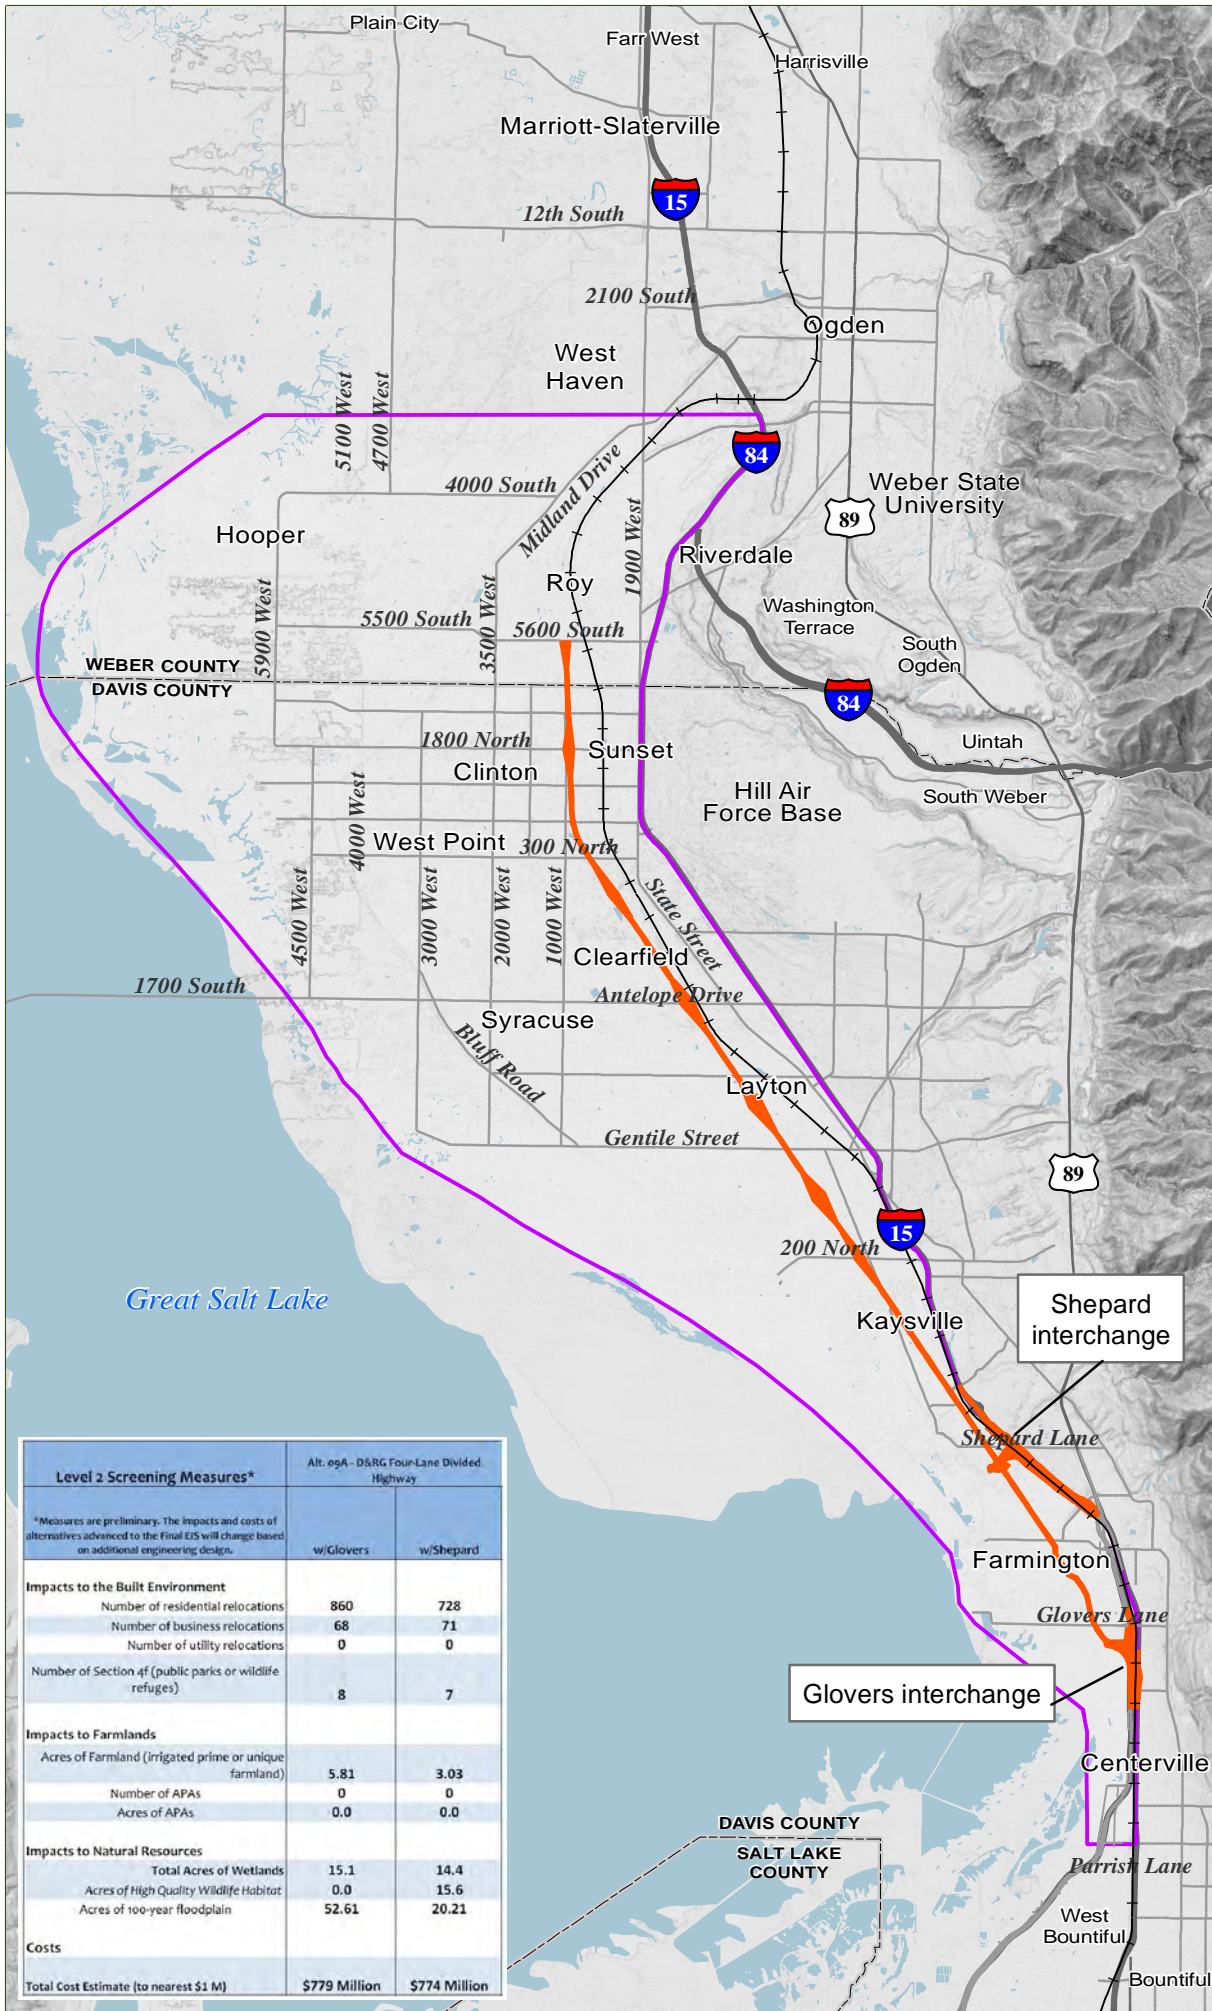 Plain City
Farr West
Harrisville
Marriott-Slaterville
15
12th South
2100 South
Ogden
West
Haven
5100 West
4700 West
84
Midland Drive
4000 South
Weber State
University
89
Hooper
1900 West
Riverdale
Roy
5900 West
3500 West
5500 South
5600 South
Washington
Terrace
South
Ogden
WEBER COUNTY
DAVIS COUNTY
84
1800 North
Sunset
Uintah
Clinton
Hill Air
Force Base
South Weber
4000 West
West Point
300 North
4500 West
3000 West
2000 West
1000 West
State Street
Clearfield
1700 South
Antelope Drive
Syracuse
Bluff Road
Layton
Gentile Street
89
15
200 North
Great Salt Lake
Kaysville
Shepard
interchange
Shepard Lane
Farmington
Glovers Lane
Glovers interchange
Centerville
DAVIS COUNTY
SALT LAKE
COUNTY
Parrish Lane
West
Bountiful
Bountiful
Level 2 Screening Measures*
Alt. 09A - D&RG Four-Lane Divided
Highway
*Measures are preliminary. The impacts and costs of
alternatives advanced to the Final EIS will change based
on additional engineering design.
w/Glovers w/Shepard
Impacts to the Built Environment
Number of residential relocations 860 728
Number of business relocations 68 71
Number of utility relocations 0 0
Number of Section 4f (public parks or wildlife
refuges) 8 7
Impacts to Farmlands
Acres of Farmland (irrigated prime or unique
farmland) 5.81 3.03
Number of APAs 0 0
Acres of APAs 0.0 0.0
Impacts to Natural Resources
Total Acres of Wetlands 15.1 14.4
Acres of High Quality Wildlife Habitat 0.0 15.6
Acres of 100-year floodplain 52.61 20.21
Costs
Total Cost Estimate (to nearest $1 M) $779 Million $774 Million